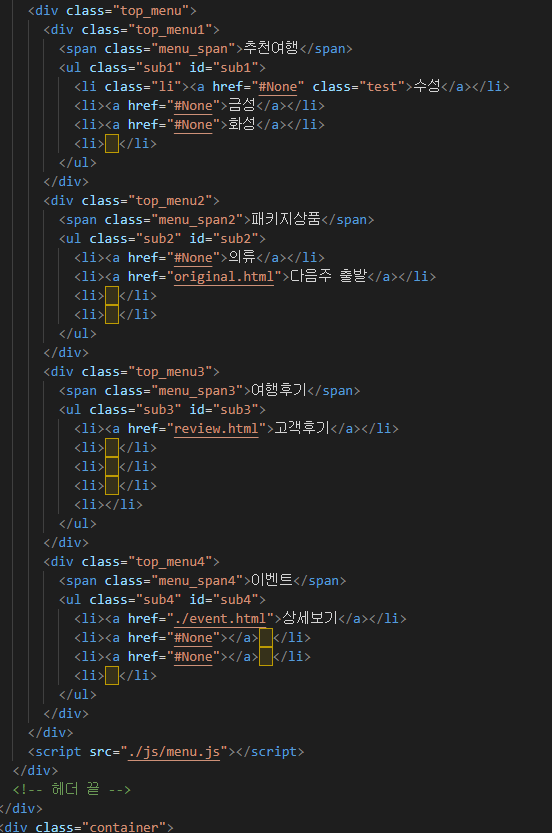 <div class="top_menu">
<div class="top_menu1">
<span class="menu_span">추천여행</span>
<ul class="sub1" id="sub1">
<li class="li"><a href="#None" class="test">수성</a></li>
<li><a href="#None">금성</a></li>
<li><a href="#None">화성</a></li>
<li>　</li>
</ul>
</div>
<div class="top_menu2">
<span class="menu_span2">패키지상품</span>
<ul class="sub2" id="sub2">
<li><a href="#None">의류</a></li>
<li><a href="original.html">다음주 출발</a></li>
<li>　</li>
<li>　</li>
</ul>
</div>
<div class="top_menu3">
<span class="menu_span3">여행후기</span>
<ul class="sub3" id="sub3">
<li><a href="review.html">고객후기</a></li>
<li>　</li>
<li>　</li>
<li>　</li>
<li></li>
</ul>
</div>
<div class="top_menu4">
<span class="menu_span4">이벤트</span>
<ul class="sub4" id="sub4">
<li><a href="./event.html">상세보기</a></li>
<li><a href="#None"></a>　</li>
<li><a href="#None"></a>　</li>
<li>　</li>
</ul>
</div>
</div>
<script src="./js/menu.js"></script>
</div>
<!-- 헤더 끝 -->
</div>
<div class="container">